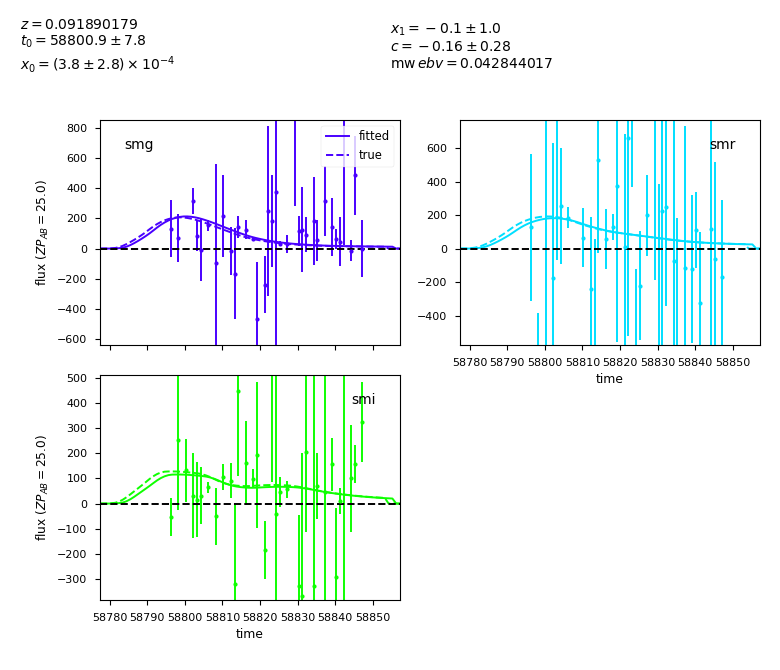 z = 0.091890179
t₀ = 58800.9 ± 7.8
x₀ = (3.8 ± 2.8) × 10⁻⁴
x₁ = −0.1 ± 1.0
c = −0.16 ± 0.28
mw ebv = 0.042844017
smg
fitted
true
800
600
400
200
0
−200
−400
−600
flux (ZP_AB = 25.0)
smr
600
400
200
0
−200
−400
58780 58790 58800 58810 58820 58830 58840 58850
time
smi
500
400
300
200
100
0
−100
−200
−300
flux (ZP_AB = 25.0)
58780 58790 58800 58810 58820 58830 58840 58850
time